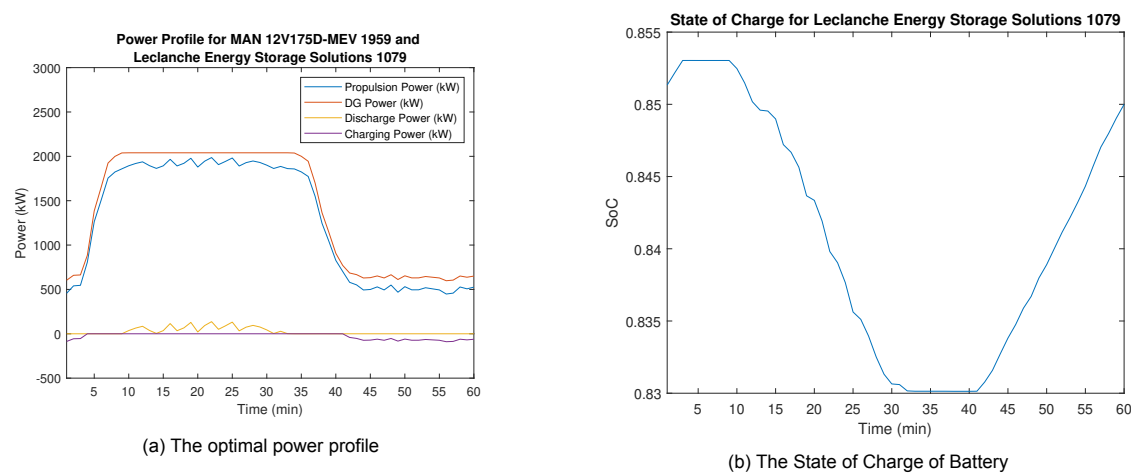 Power Profile for MAN 12V175D-MEV 1959 and
Leclanche Energy Storage Solutions 1079
3000
2500
2000
1500
1000
500
0
-500
Power (kW)
Propulsion Power (kW)
DG Power (kW)
Discharge Power (kW)
Charging Power (kW)
5 10 15 20 25 30 35 40 45 50 55 60
Time (min)
(a) The optimal power profile
State of Charge for Leclanche Energy Storage Solutions 1079
0.855
0.85
0.845
0.84
0.835
0.83
SoC
5 10 15 20 25 30 35 40 45 50 55 60
Time (min)
(b) The State of Charge of Battery